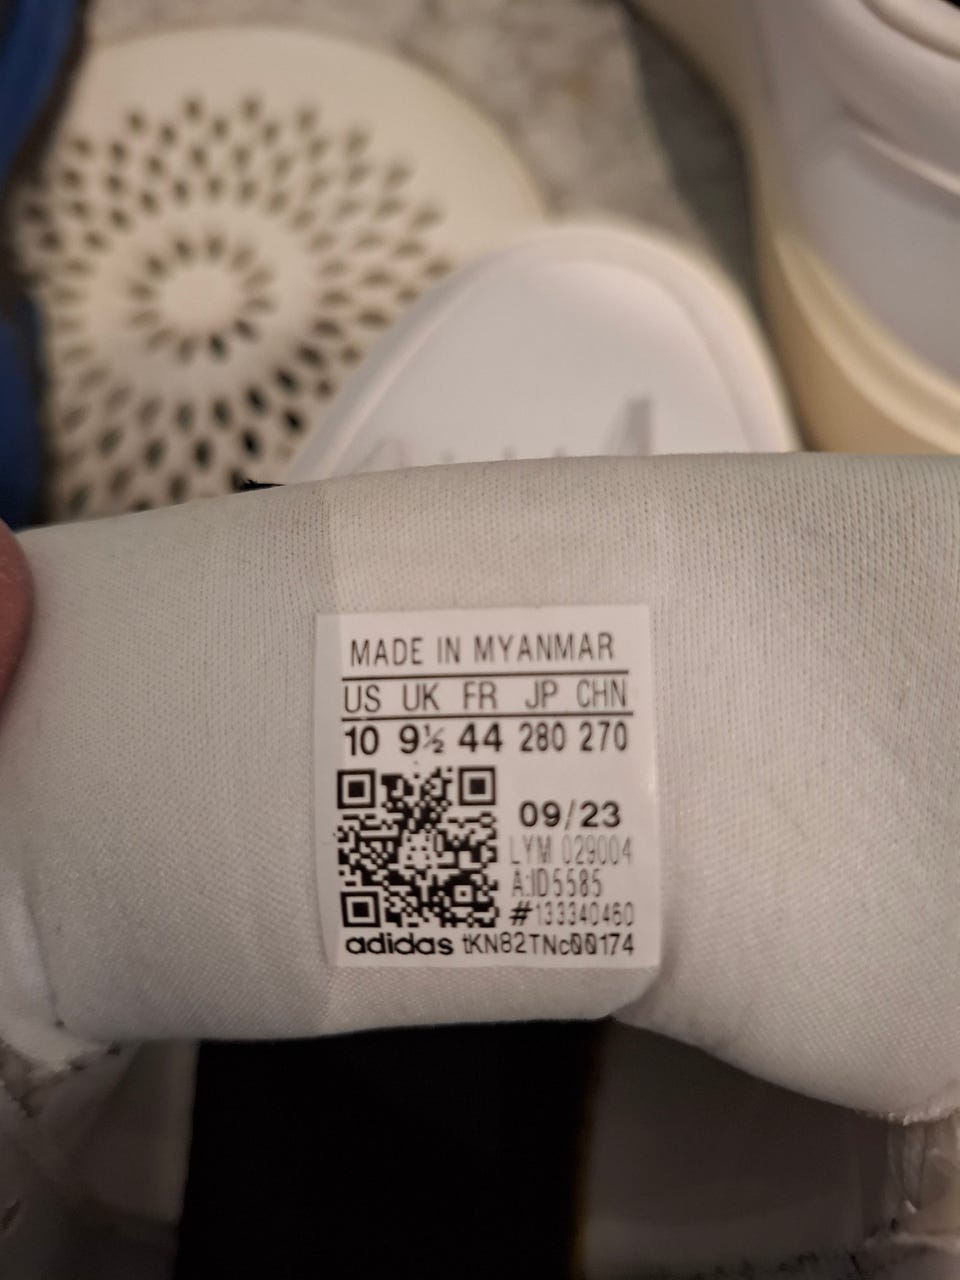 MADE IN MYANMAR
US UK FR JP CHN
10 9½ 44 280 270
09/23
LYM 029004
A:ID5585
#133340460
adidas tKN82TNc00174